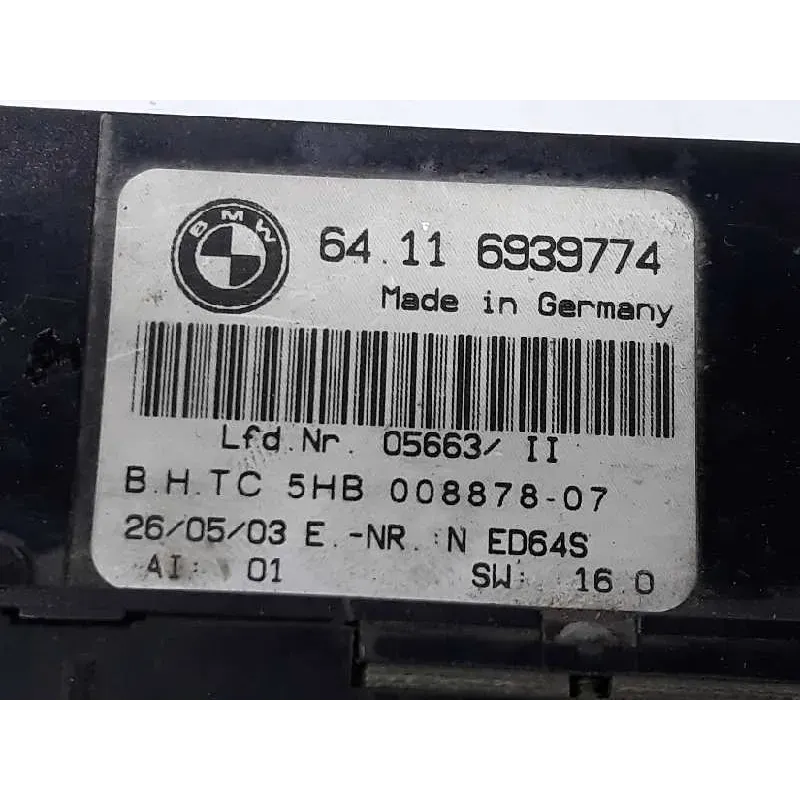 BMW
64.11 6939774
Made in Germany
Lfd.Nr. 05663/ II
B.H.TC 5HB 008878-07
26/05/03 E.-NR. :N ED64S
AI: 01 SW: 16.0